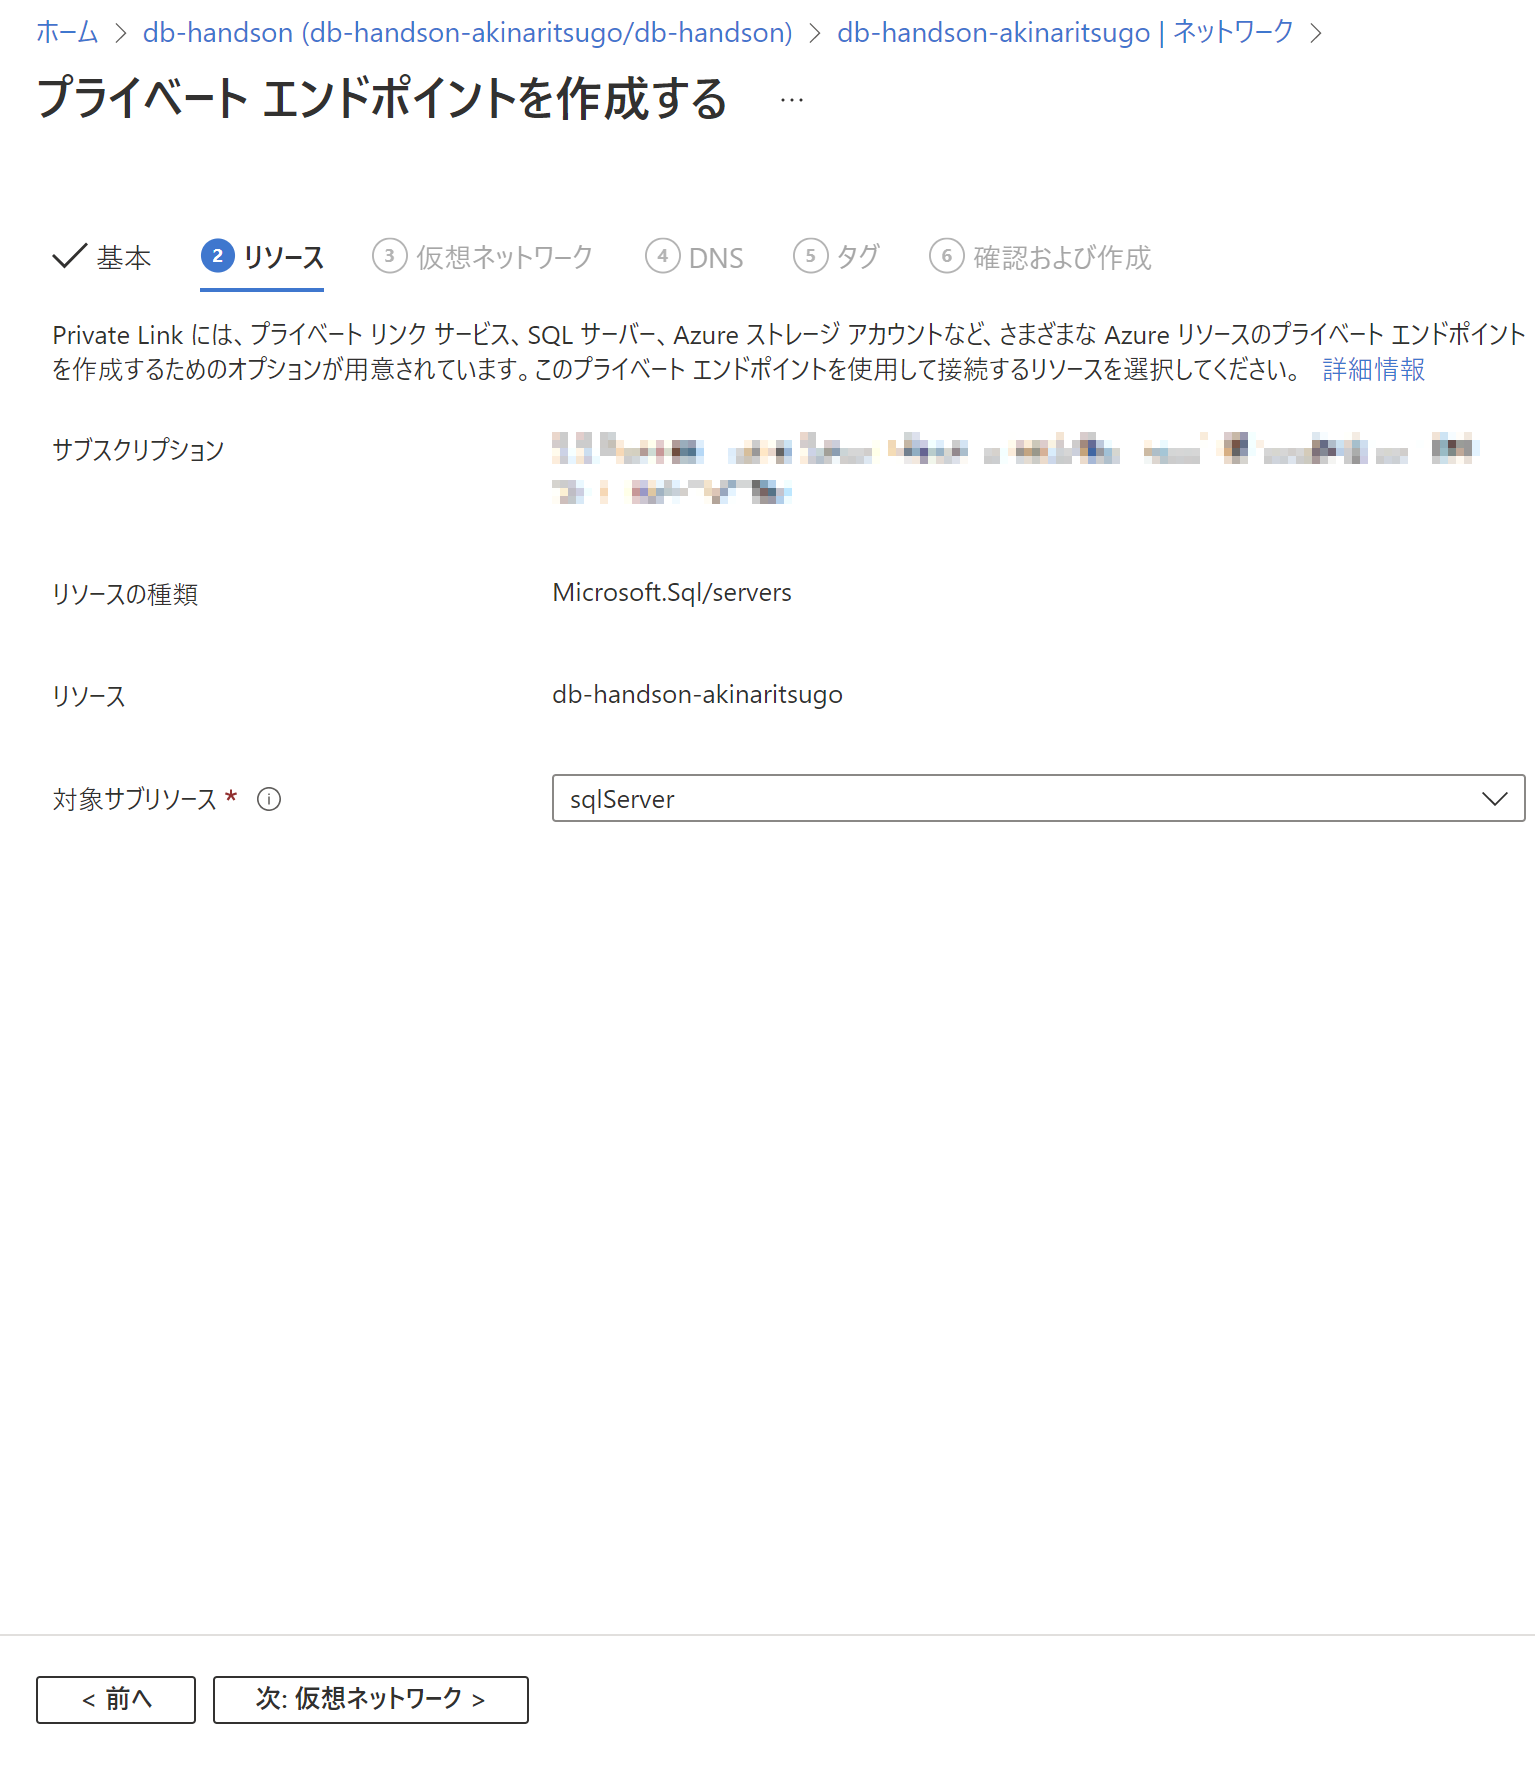 ホーム > db-handson (db-handson-akinaritsugo/db-handson) > db-handson-akinaritsugo | ネットワーク >
プライベート エンドポイントを作成する ...
基本 2 リソース 3 仮想ネットワーク 4 DNS 5 タグ 6 確認および作成
Private Link には、プライベート リンク サービス、SQL サーバー、Azure ストレージ アカウントなど、さまざまな Azure リソースのプライベート エンドポイント
を作成するためのオプションが用意されています。このプライベート エンドポイントを使用して接続するリソースを選択してください。 詳細情報
サブスクリプション
リソースの種類 Microsoft.Sql/servers
リソース db-handson-akinaritsugo
対象サブリソース * sqlServer
< 前へ 次: 仮想ネットワーク >